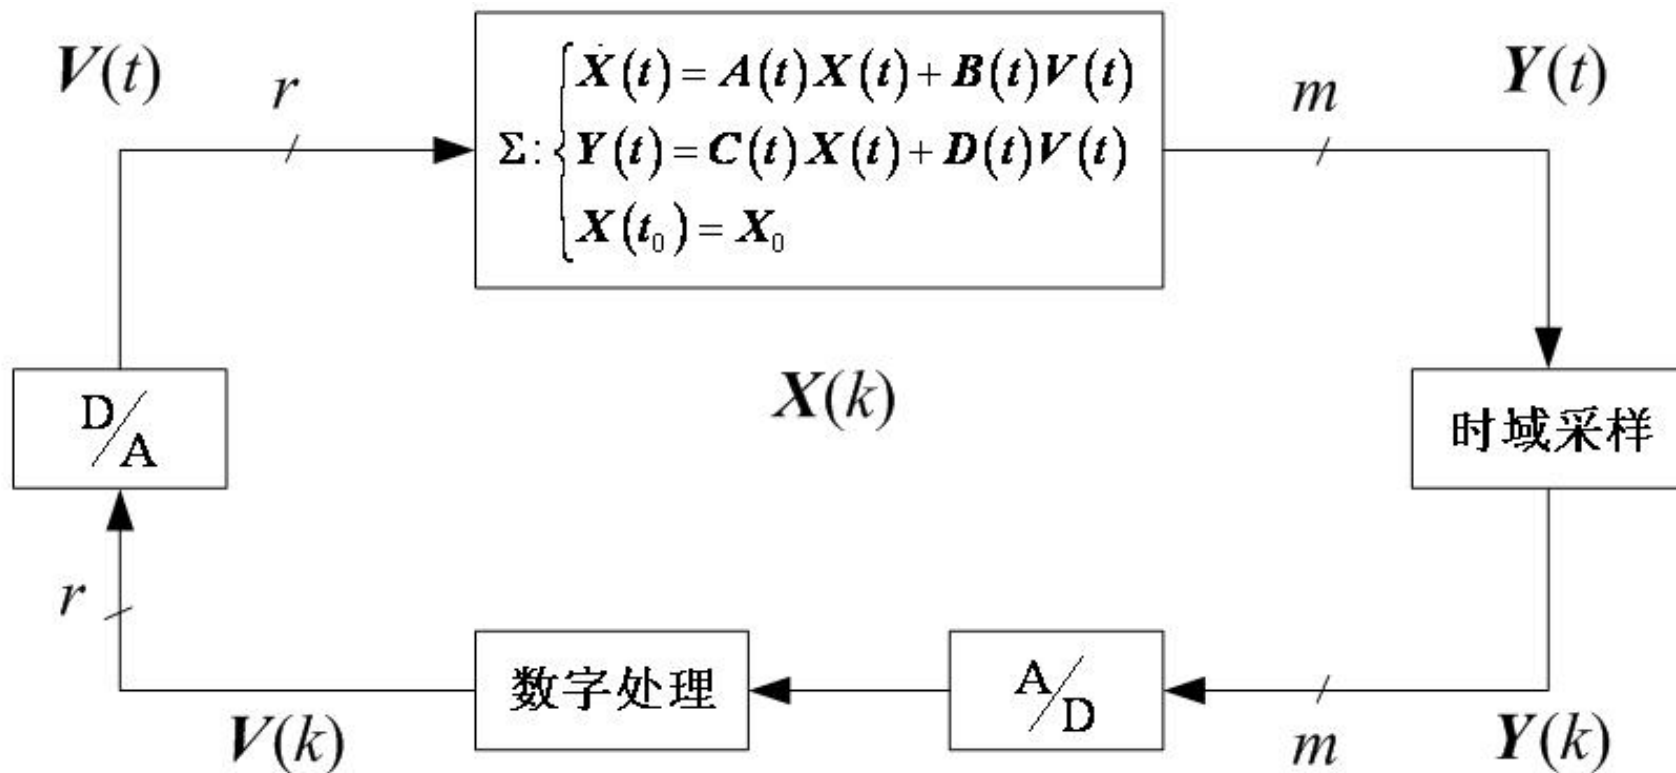 V(t)
r
Σ:
Ẋ(t)=A(t)X(t)+B(t)V(t)
Y(t)=C(t)X(t)+D(t)V(t)
X(t₀)=X₀
m
Y(t)
D/A
X(k)
时域采样
r
数字处理
A/D
V(k)
m
Y(k)